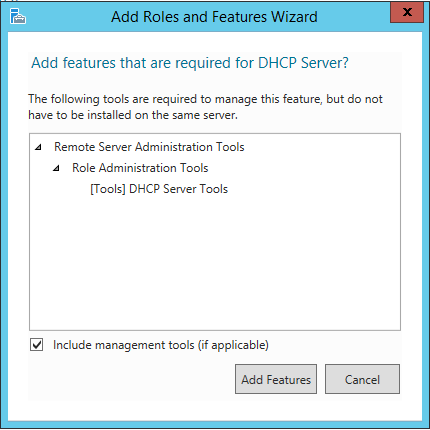 Add Roles and Features Wizard
x
Add features that are required for DHCP Server?
The following tools are required to manage this feature, but do not
have to be installed on the same server.
Remote Server Administration Tools
Role Administration Tools
[Tools] DHCP Server Tools
Include management tools (if applicable)
Add Features
Cancel